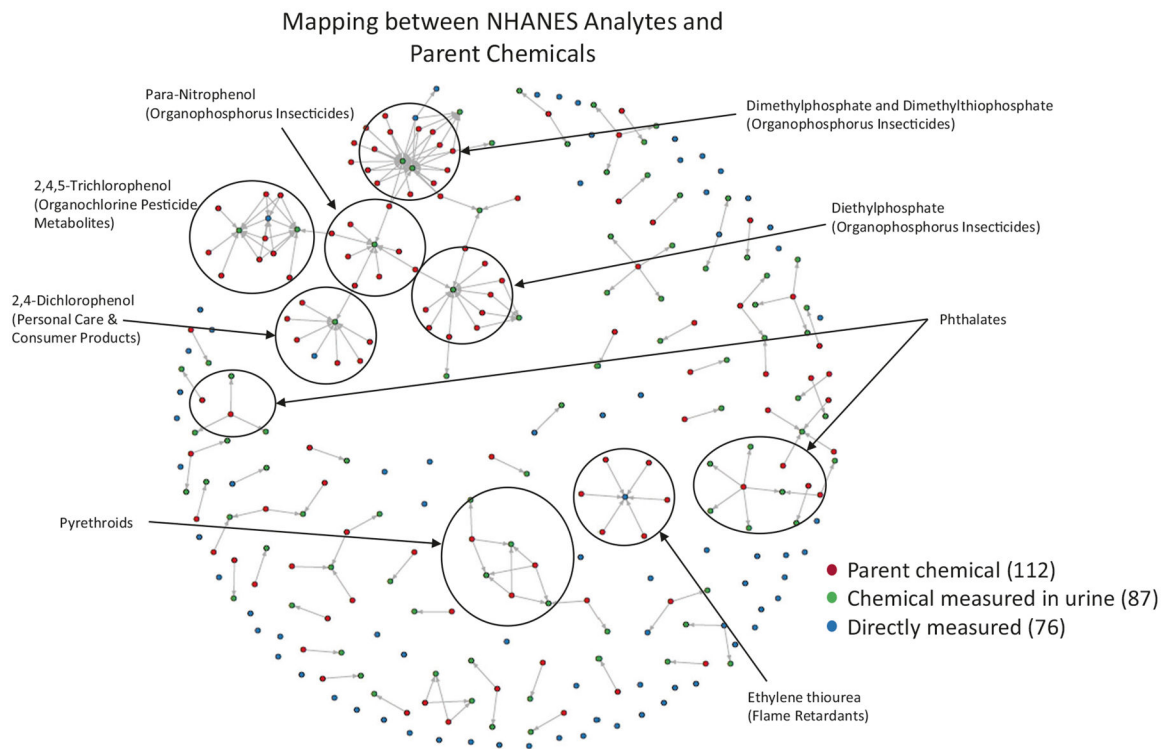 Mapping between NHANES Analytes and
Parent Chemicals
Para-Nitrophenol
(Organophosphorus Insecticides)
Dimethylphosphate and Dimethylthiophosphate
(Organophosphorus Insecticides)
2,4,5-Trichlorophenol
(Organochlorine Pesticide
Metabolites)
Diethylphosphate
(Organophosphorus Insecticides)
2,4-Dichlorophenol
(Personal Care &
Consumer Products)
Phthalates
Pyrethroids
Parent chemical (112)
Chemical measured in urine (87)
Directly measured (76)
Ethylene thiourea
(Flame Retardants)